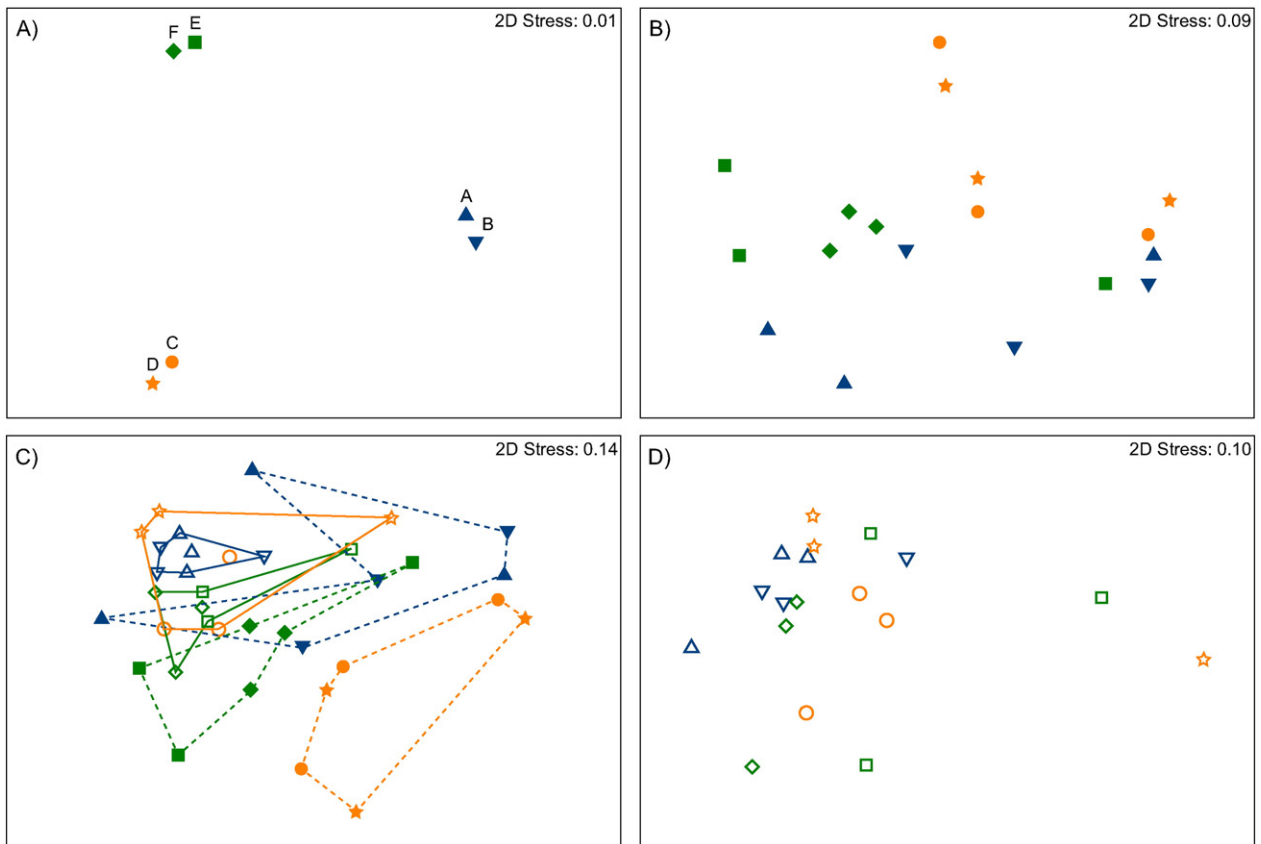 A)
2D Stress: 0.01
F
E
A
B
C
D
B)
2D Stress: 0.09
C)
2D Stress: 0.14
D)
2D Stress: 0.10